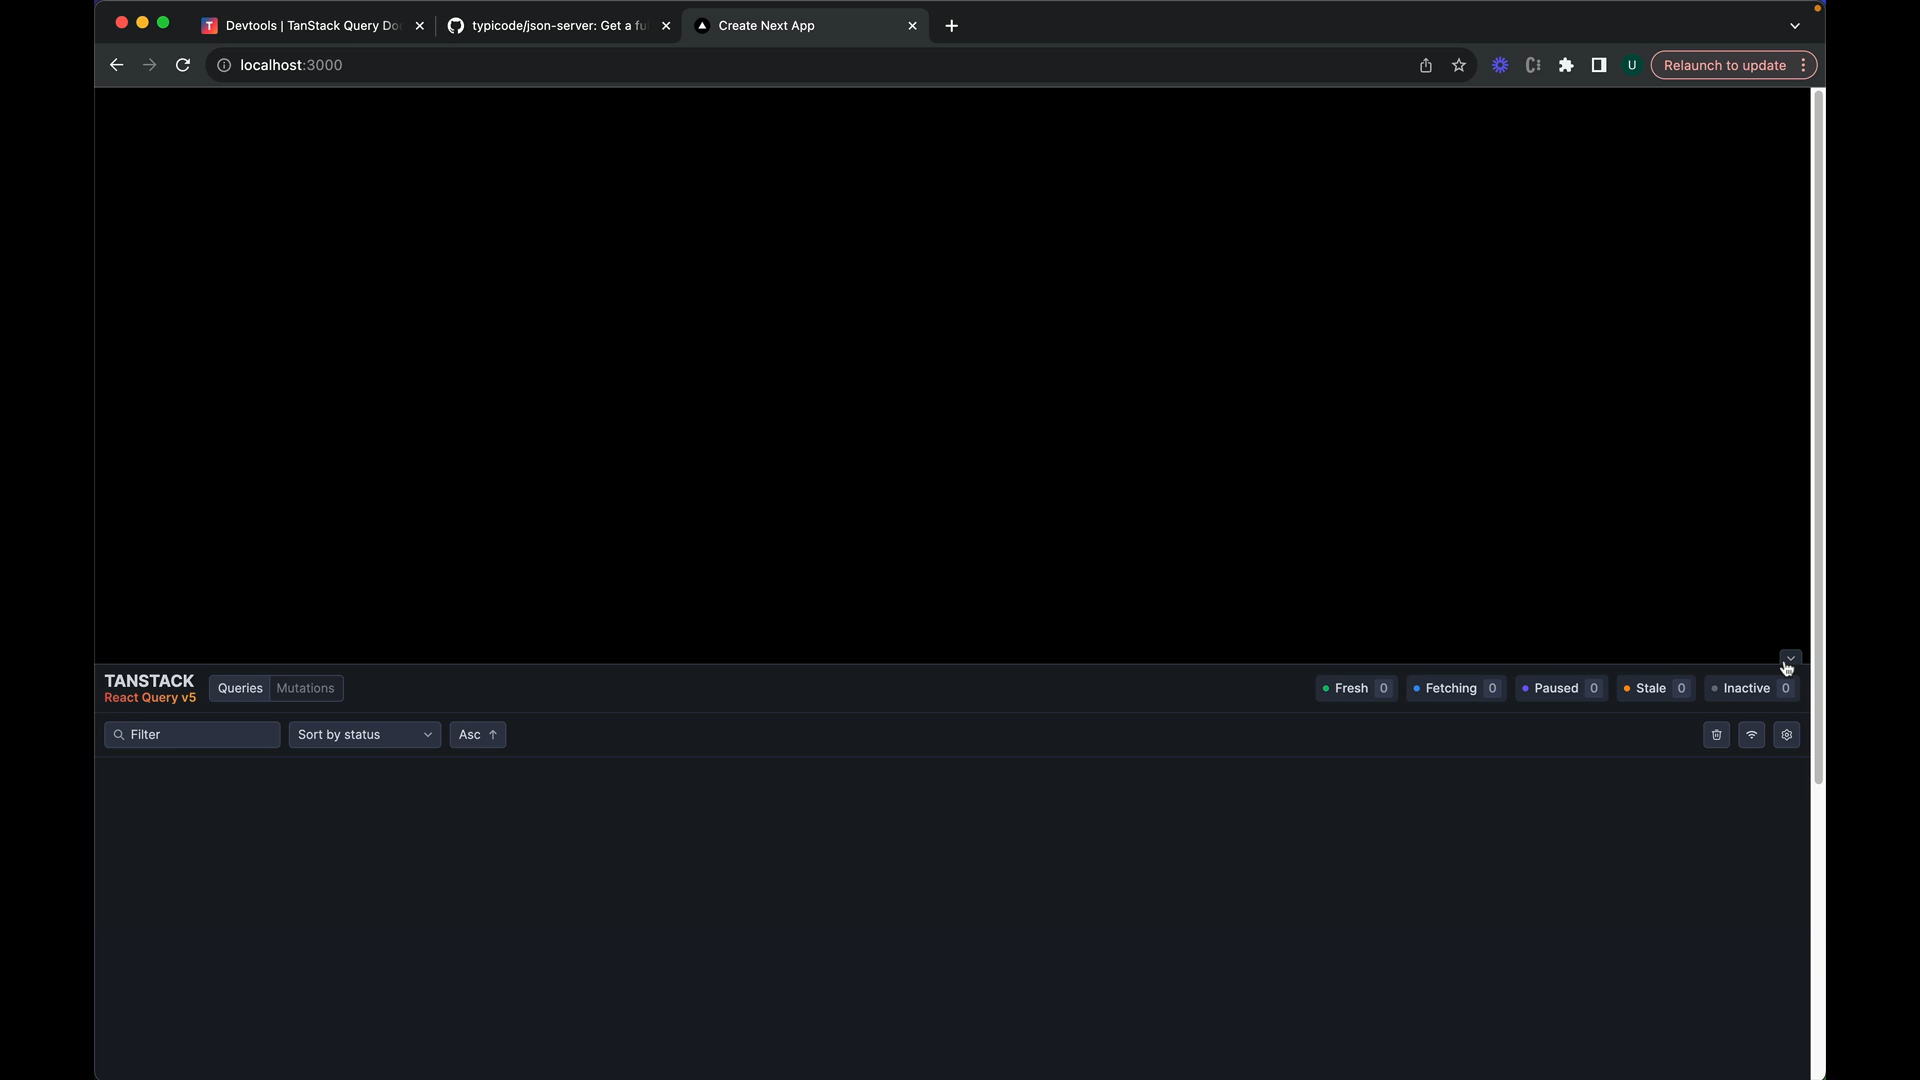 Devtools | TanStack Query Do
typicode/json-server: Get a fu
Create Next App
localhost:3000
U
Relaunch to update
TANSTACK
React Query v5
Queries
Mutations
Fresh 0
Fetching 0
Paused 0
Stale 0
Inactive 0
Filter
Sort by status
Asc ↑